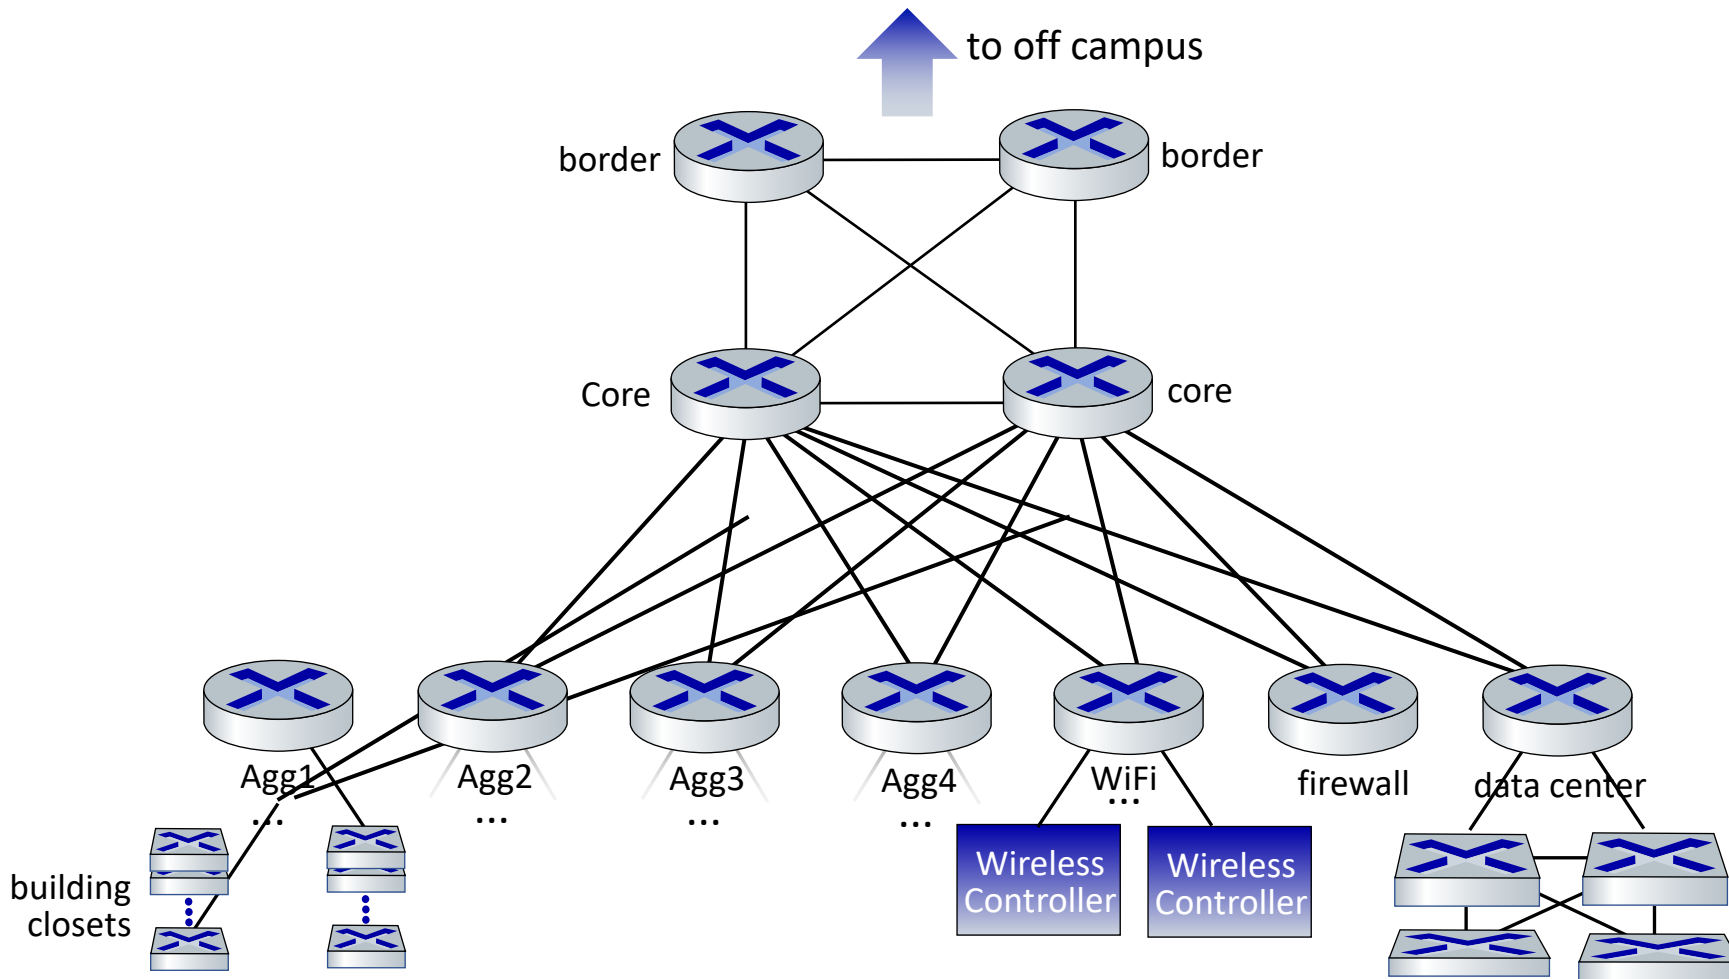 to off campus
border
border
Core
core
Agg1
Agg2
Agg3
Agg4
WiFi
firewall
data center
...
...
...
...
...
building
closets
Wireless
Controller
Wireless
Controller